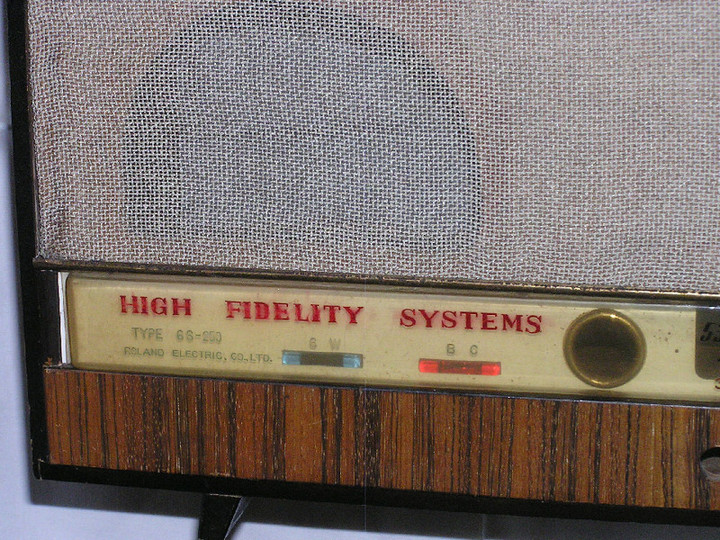 HIGH FIDELITY SYSTEMS
TYPE 6S-250
ROLAND ELECTRIC, CO. LTD.
S W
B C